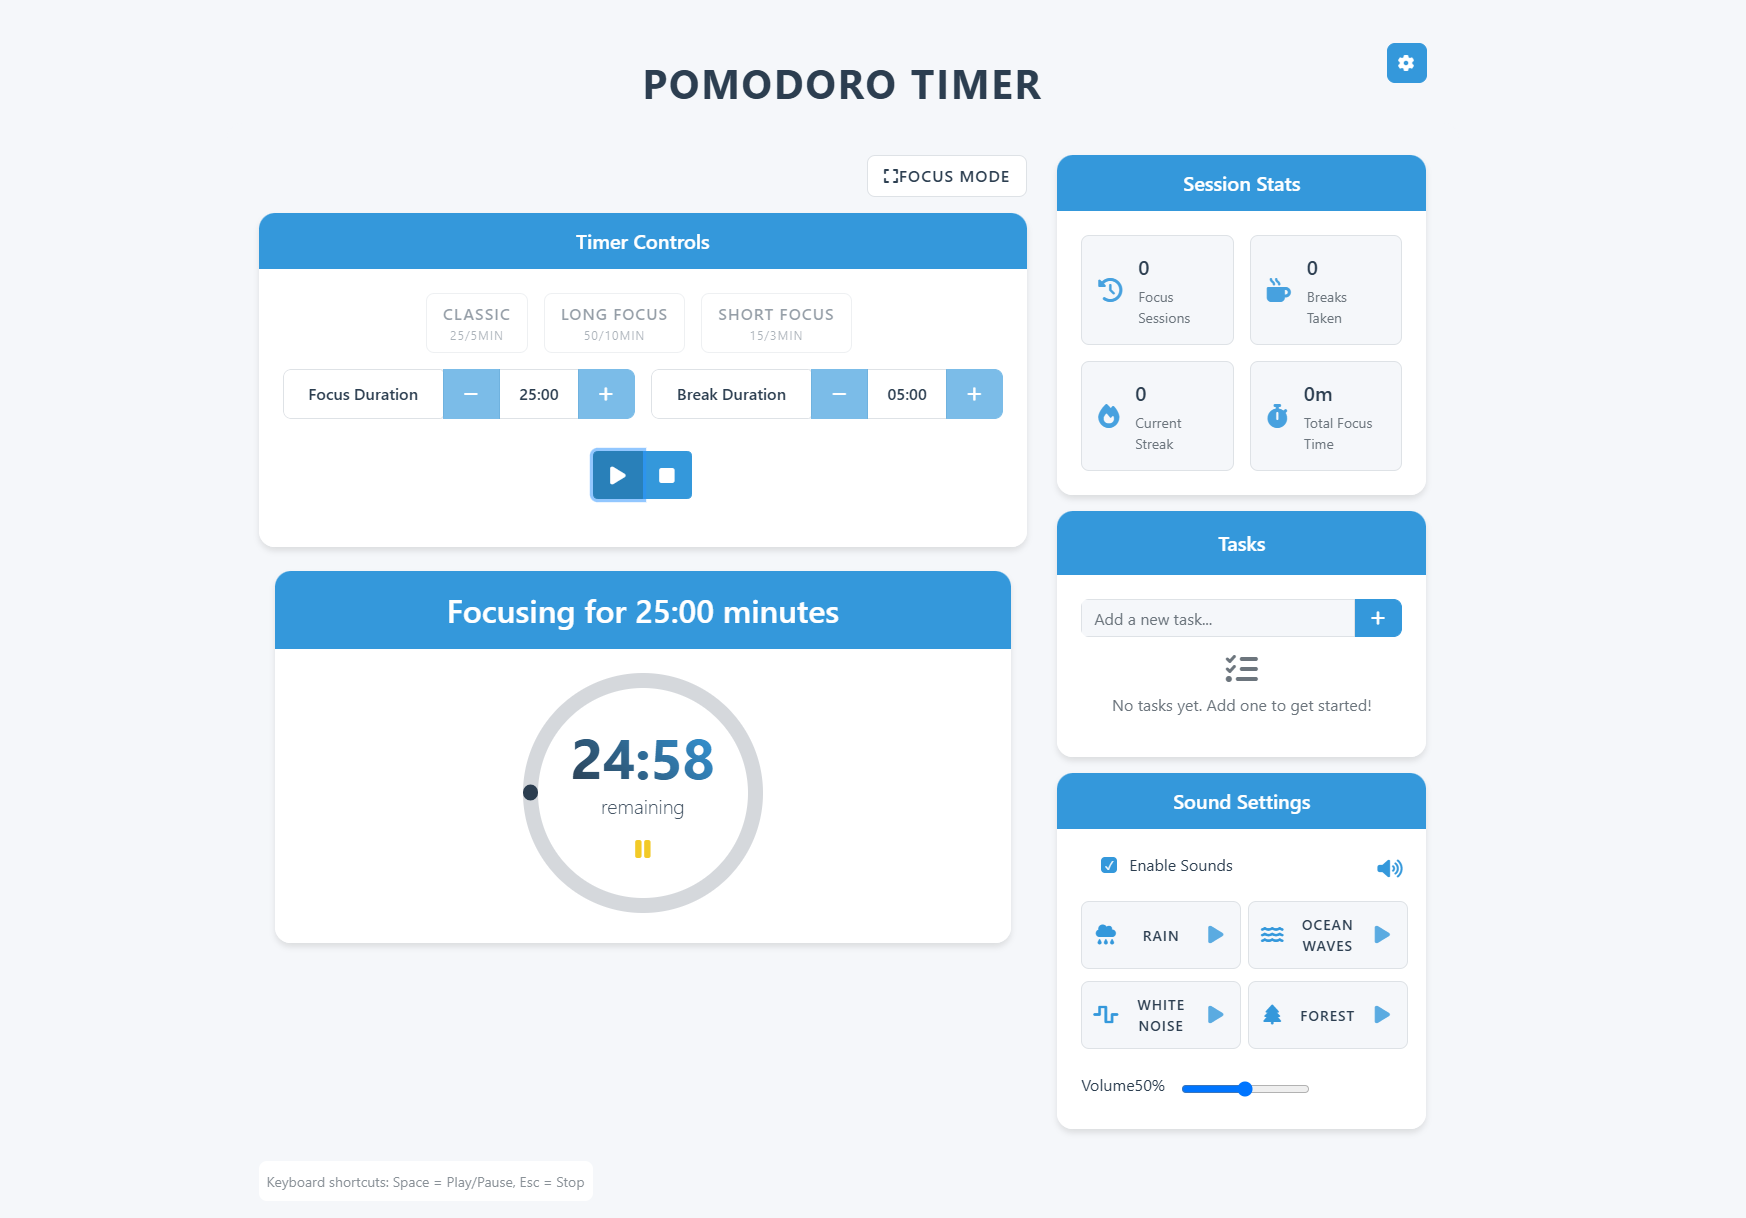 POMODORO TIMER
FOCUS MODE
Timer Controls
CLASSIC
25/5MIN
LONG FOCUS
50/10MIN
SHORT FOCUS
15/3MIN
Focus Duration
25:00
Break Duration
05:00
Focusing for 25:00 minutes
24:58
remaining
Session Stats
0
Focus
Sessions
0
Breaks
Taken
0
Current
Streak
0m
Total Focus
Time
Tasks
Add a new task...
No tasks yet. Add one to get started!
Sound Settings
Enable Sounds
RAIN
OCEAN
WAVES
WHITE
NOISE
FOREST
Volume50%
Keyboard shortcuts: Space = Play/Pause, Esc = Stop